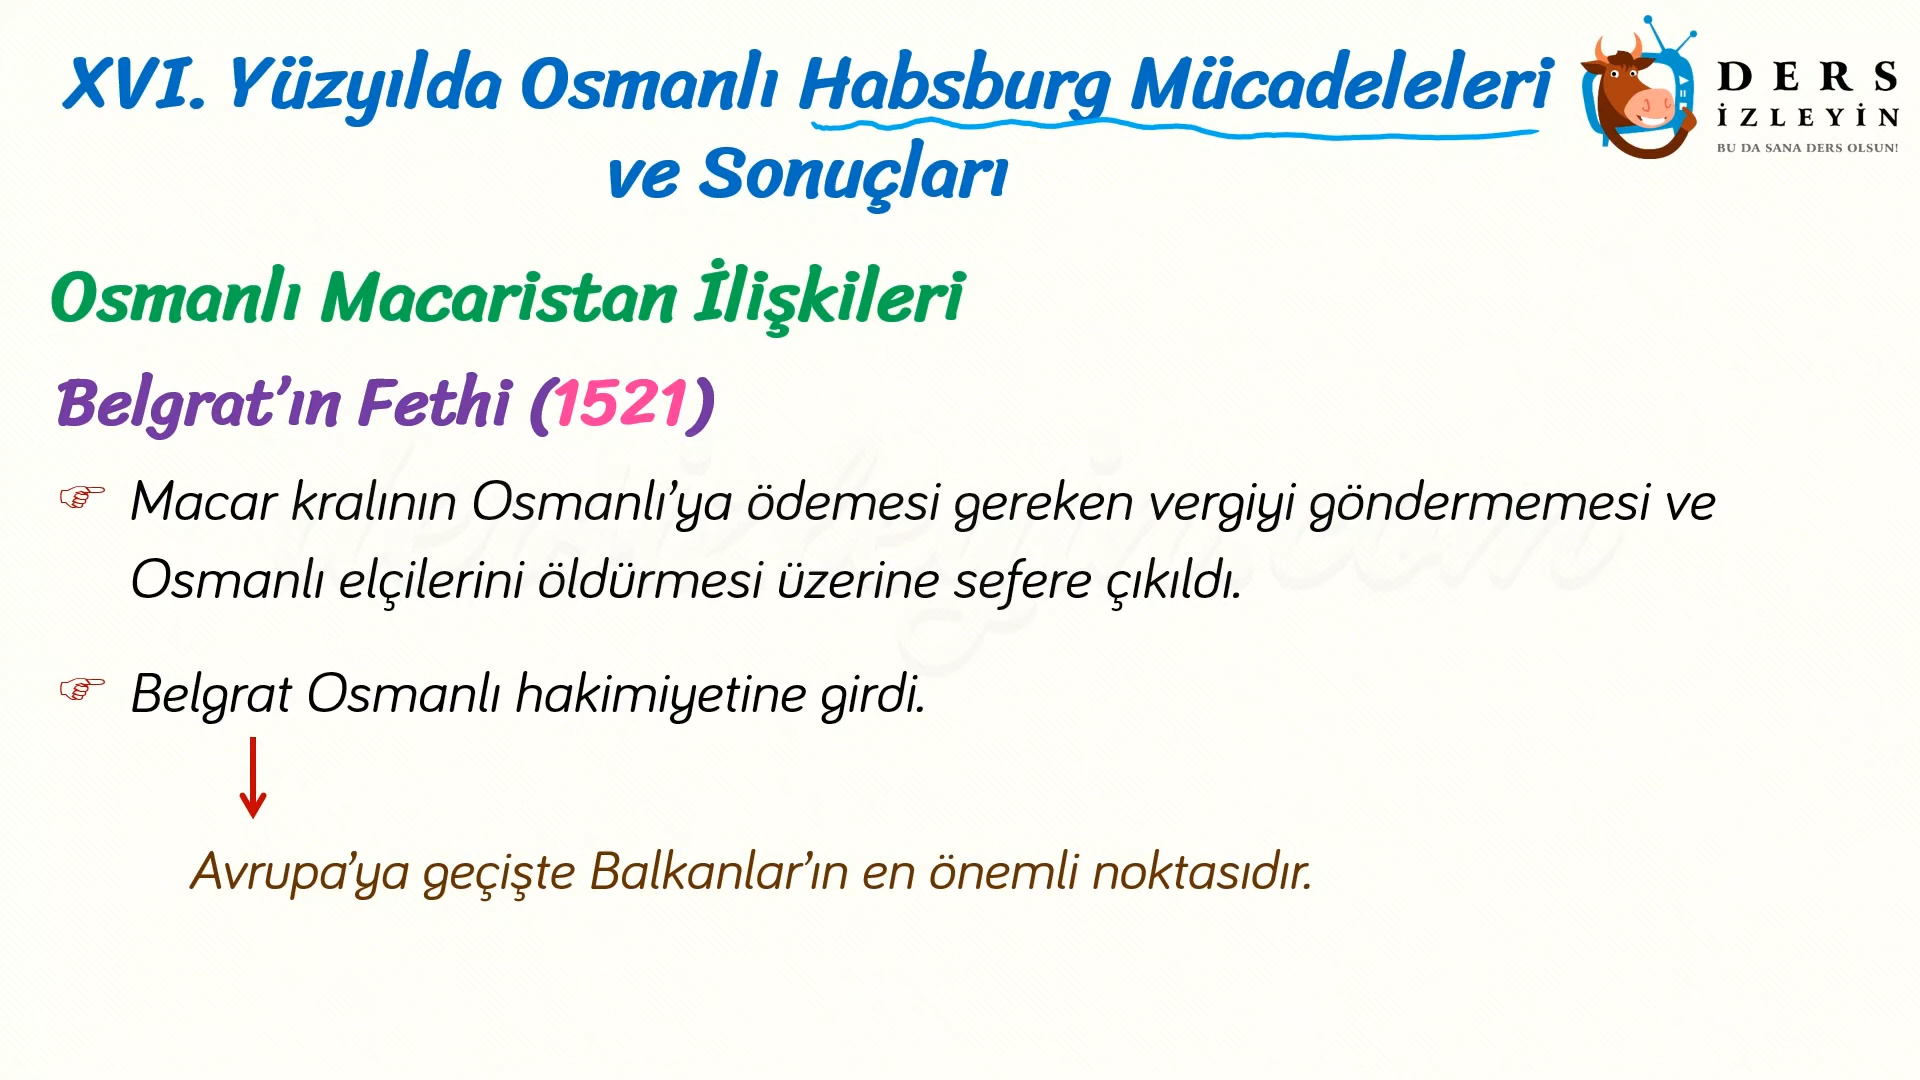 XVI. Yüzyılda Osmanlı Habsburg Mücadeleleri
ve Sonuçları
DERS
İZLEYİN
BU DA SANA DERS OLSUN!
Osmanlı Macaristan İlişkileri
Belgrat’ın Fethi (1521)
Macar kralının Osmanlı’ya ödemesi gereken vergiyi göndermemesi ve
Osmanlı elçilerini öldürmesi üzerine sefere çıkıldı.
Belgrat Osmanlı hakimiyetine girdi.
Avrupa’ya geçişte Balkanlar’ın en önemli noktasıdır.
dersizleyin.com